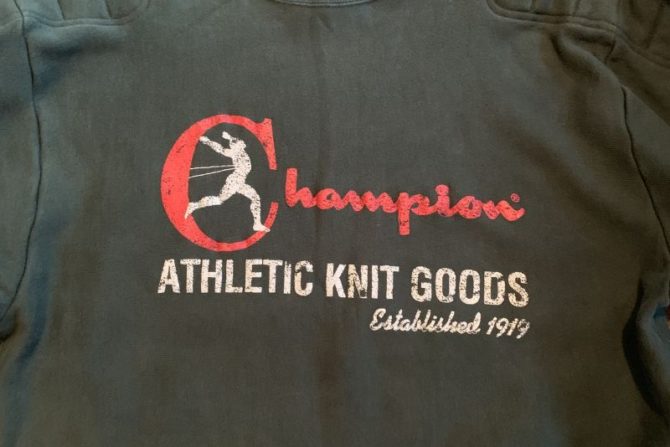 Champion
ATHLETIC KNIT GOODS
Established 1919